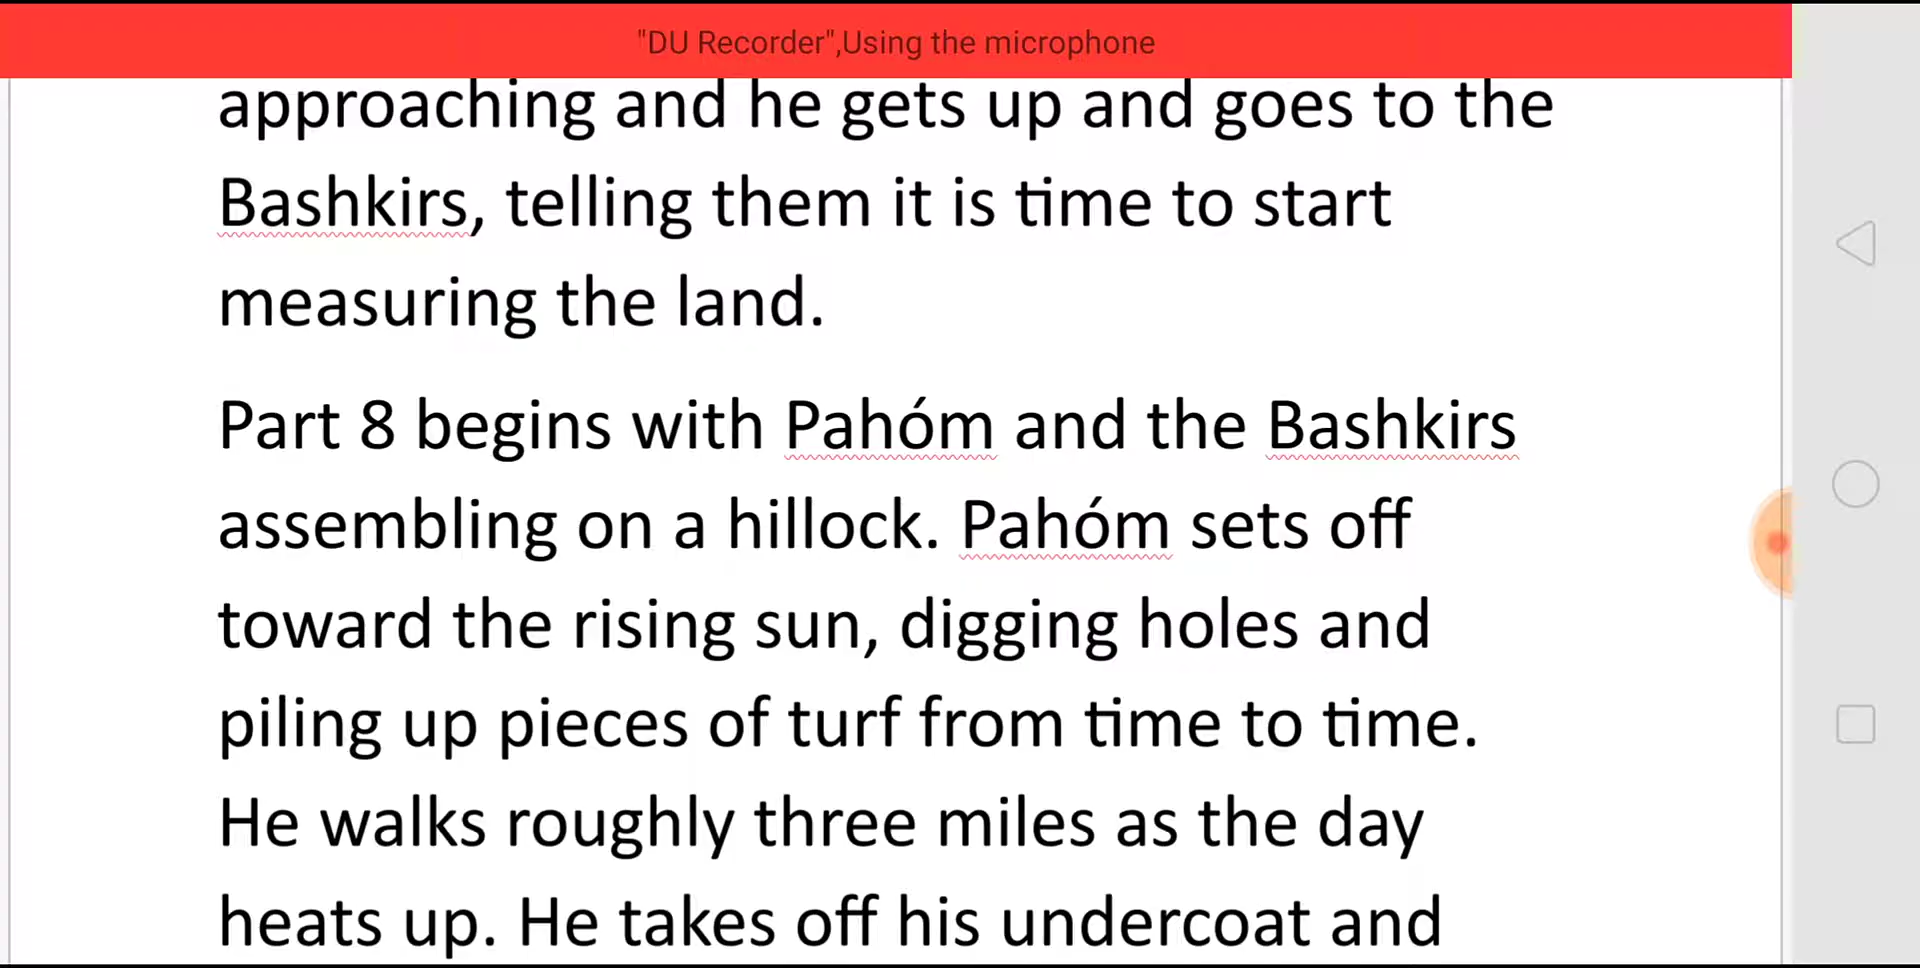 "DU Recorder",Using the microphone
approaching and he gets up and goes to the
Bashkirs, telling them it is time to start
measuring the land.
Part 8 begins with Pahóm and the Bashkirs
assembling on a hillock. Pahóm sets off
toward the rising sun, digging holes and
piling up pieces of turf from time to time.
He walks roughly three miles as the day
heats up. He takes off his undercoat and